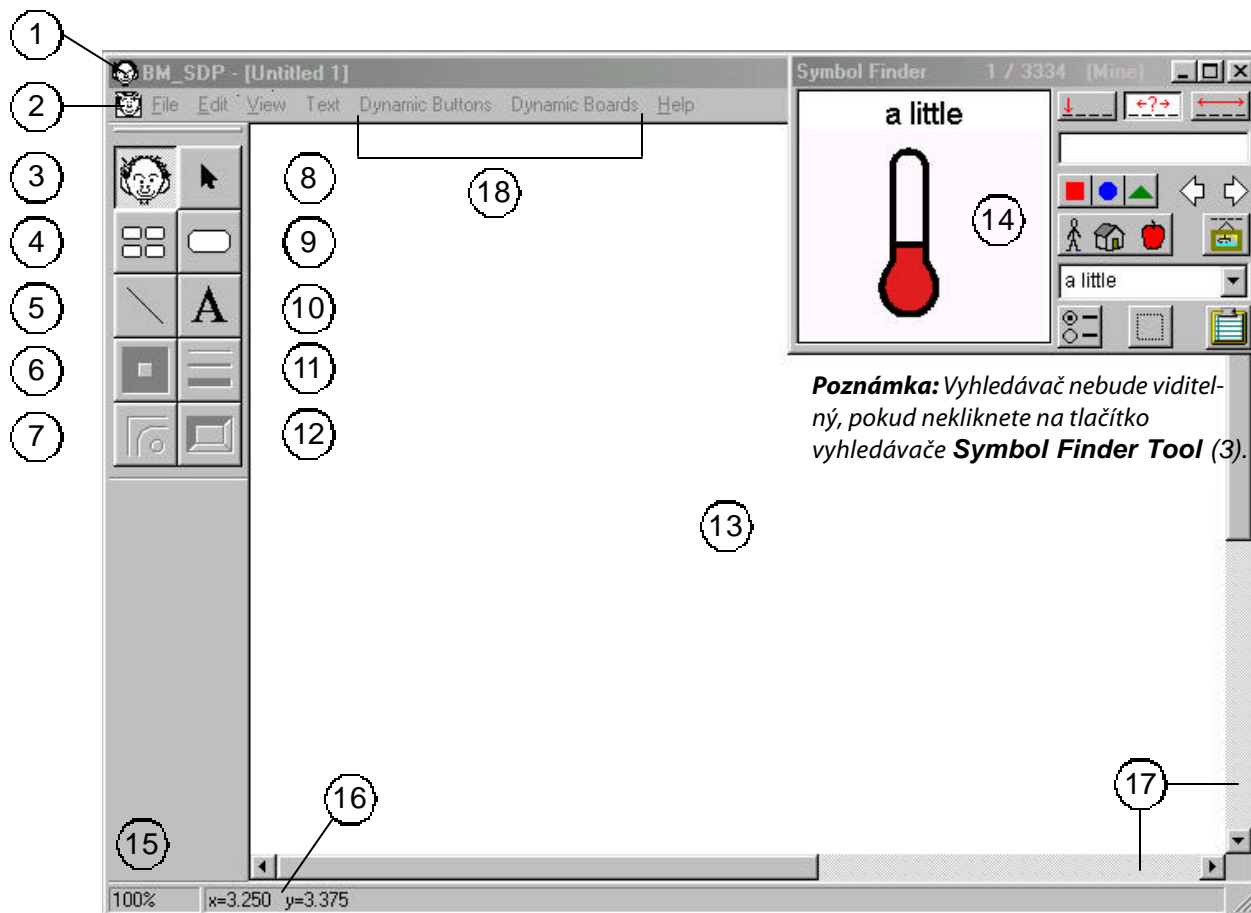 1
BM_SDP - [Untitled 1]
Symbol Finder 1 / 3334 [Mine]
2
File Edit View Text Dynamic Buttons Dynamic Boards Help
a little
3
8
18
14
4
9
5
A
10
a little
6
11
7
12
Poznámka: Vyhledávač nebude viditel-
ný, pokud nekliknete na tlačítko
vyhledávače Symbol Finder Tool (3).
13
17
16
15
100% x=3.250 y=3.375